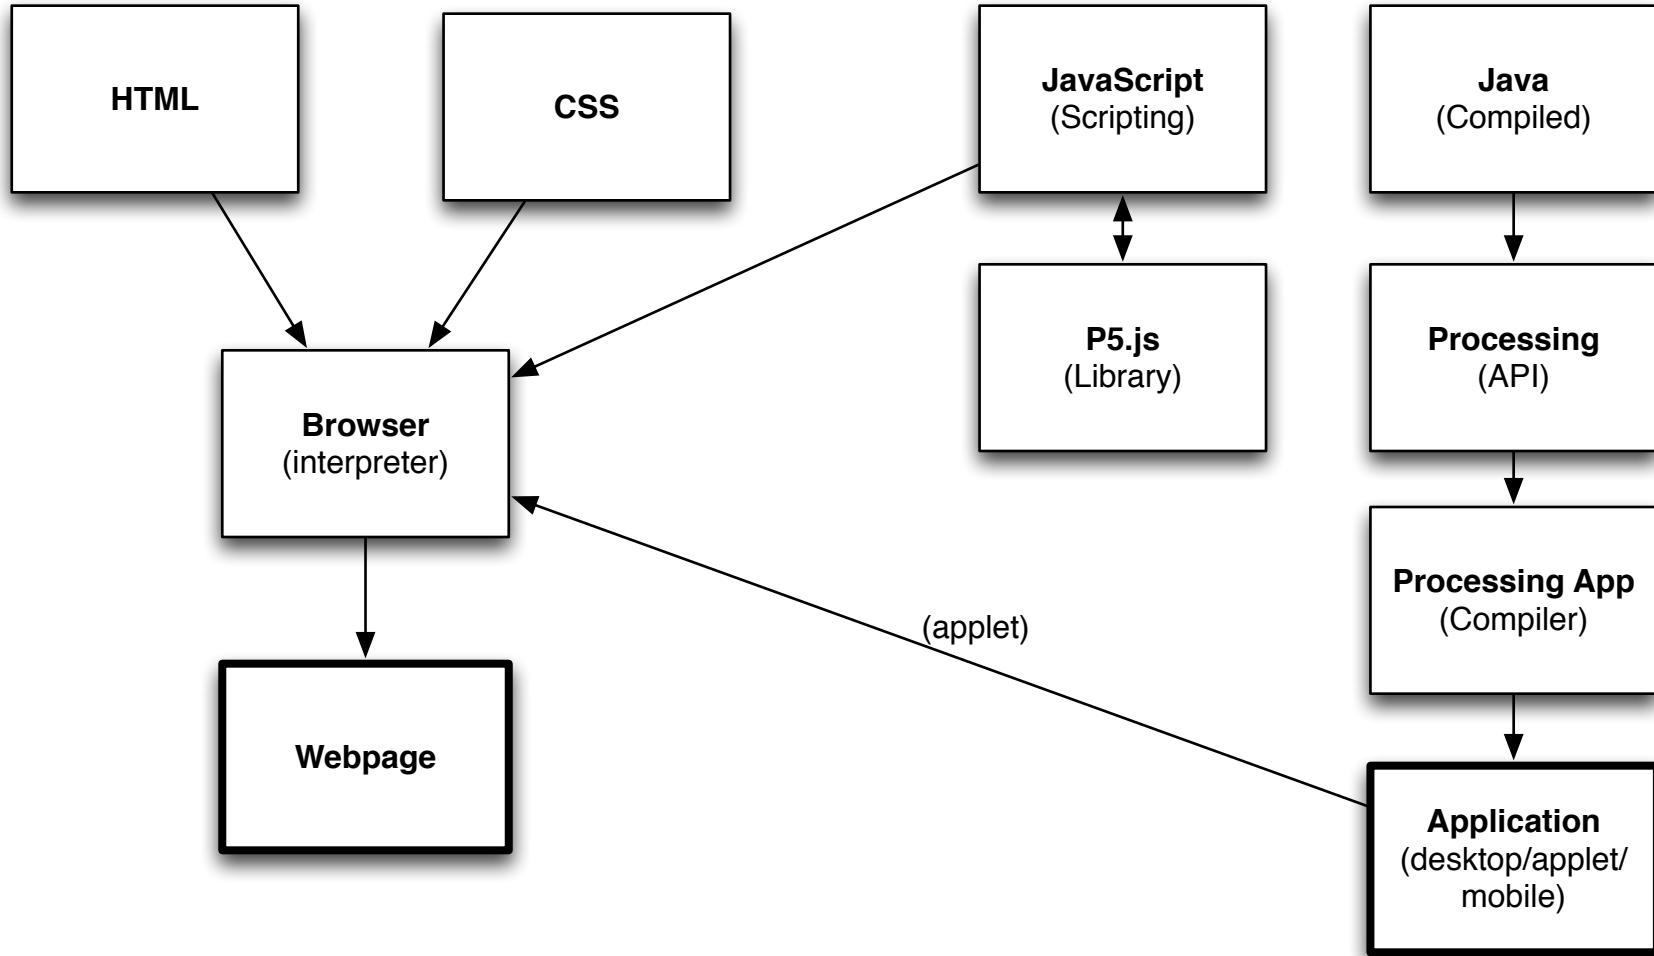 HTML
CSS
JavaScript
(Scripting)
Java
(Compiled)
P5.js
(Library)
Processing
(API)
Browser
(interpreter)
Processing App
(Compiler)
(applet)
Webpage
Application
(desktop/applet/
mobile)